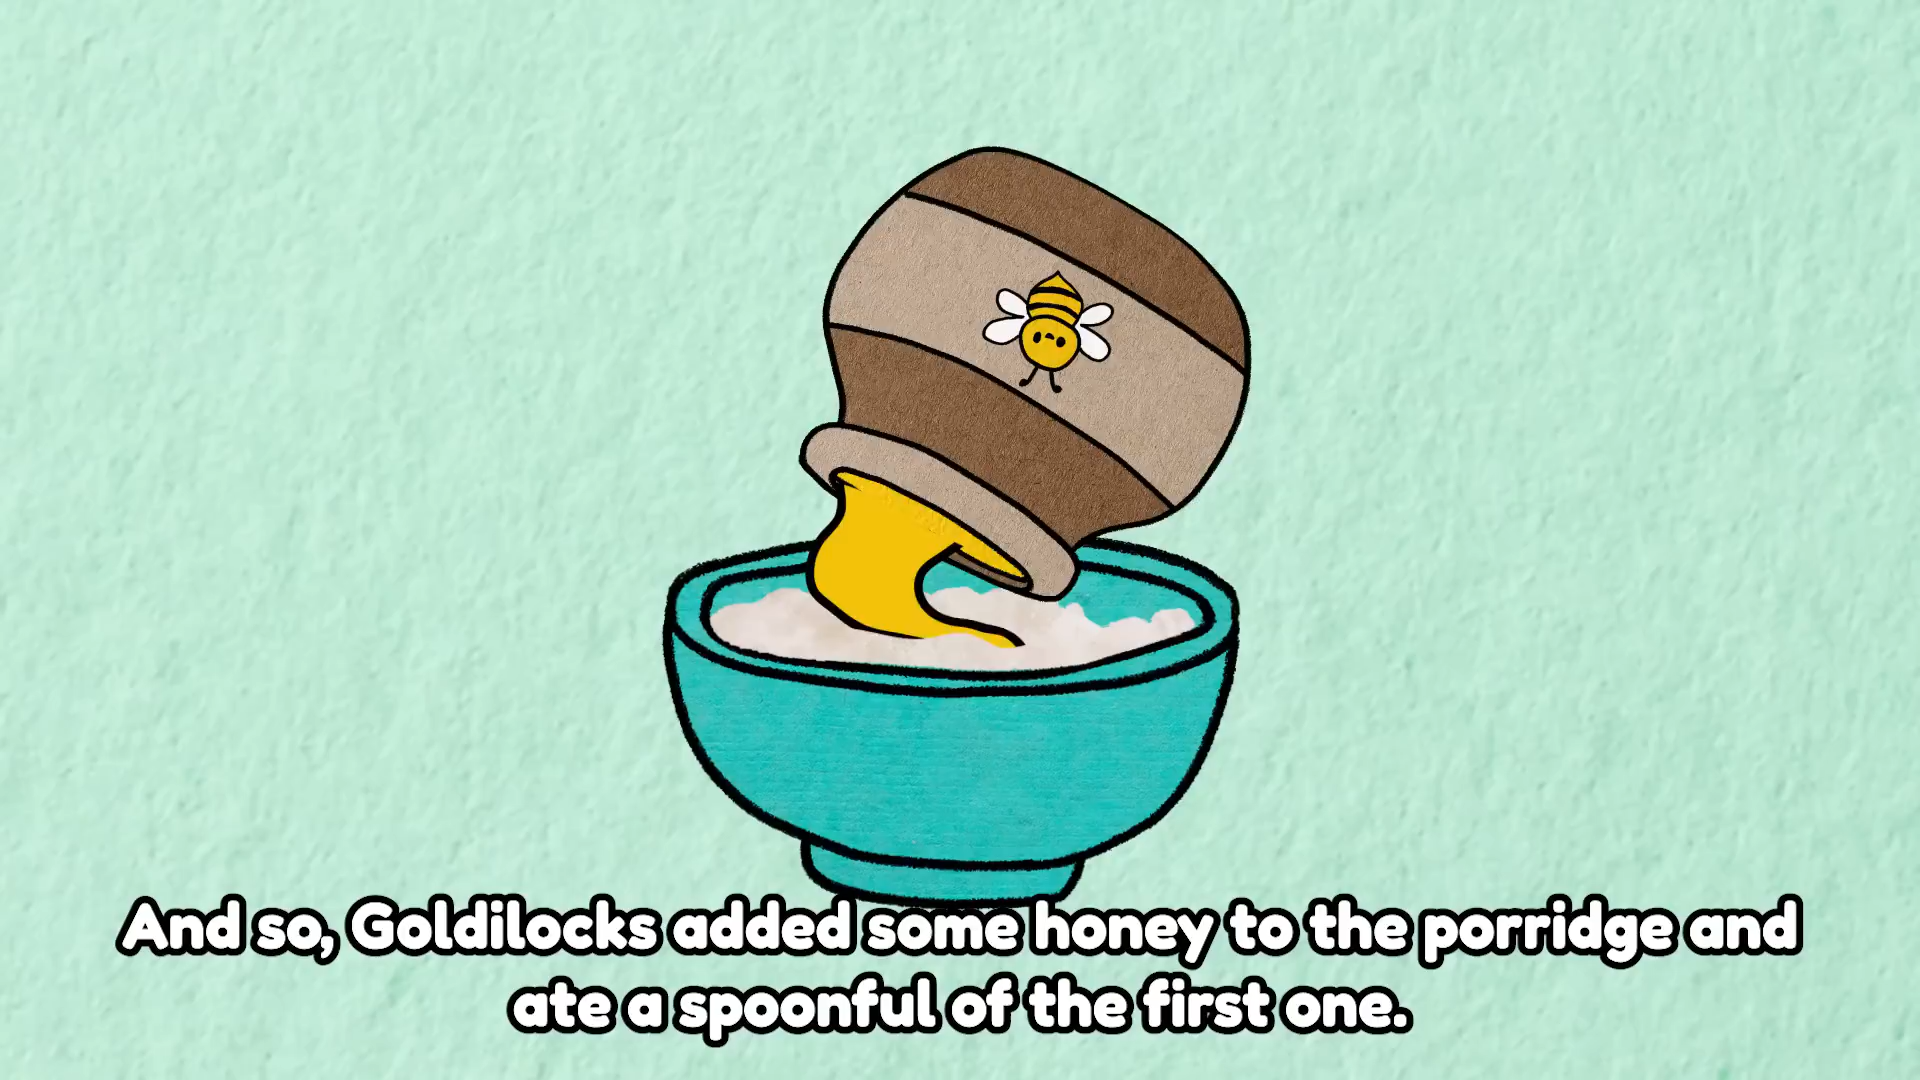 And so, Goldilocks added some honey to the porridge and
ate a spoonful of the first one.